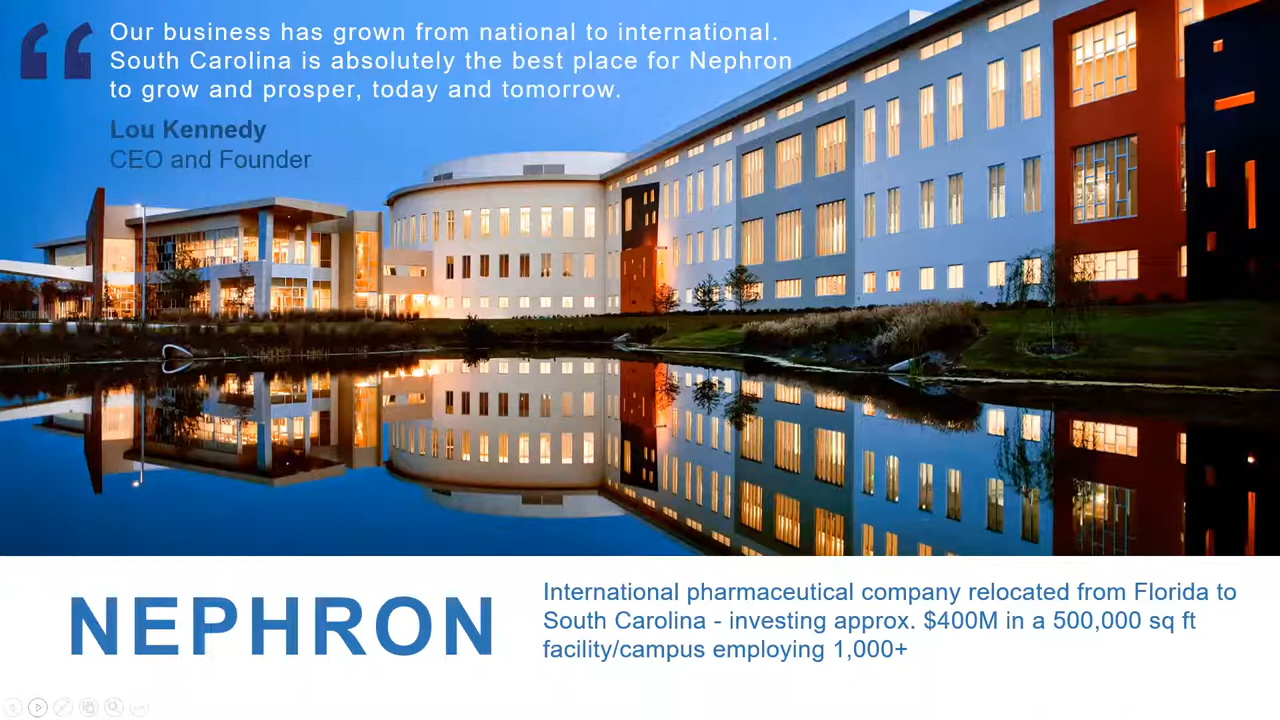 “
Our business has grown from national to international.
South Carolina is absolutely the best place for Nephron
to grow and prosper, today and tomorrow.
Lou Kennedy
CEO and Founder
NEPHRON
International pharmaceutical company relocated from Florida to
South Carolina - investing approx. $400M in a 500,000 sq ft
facility/campus employing 1,000+